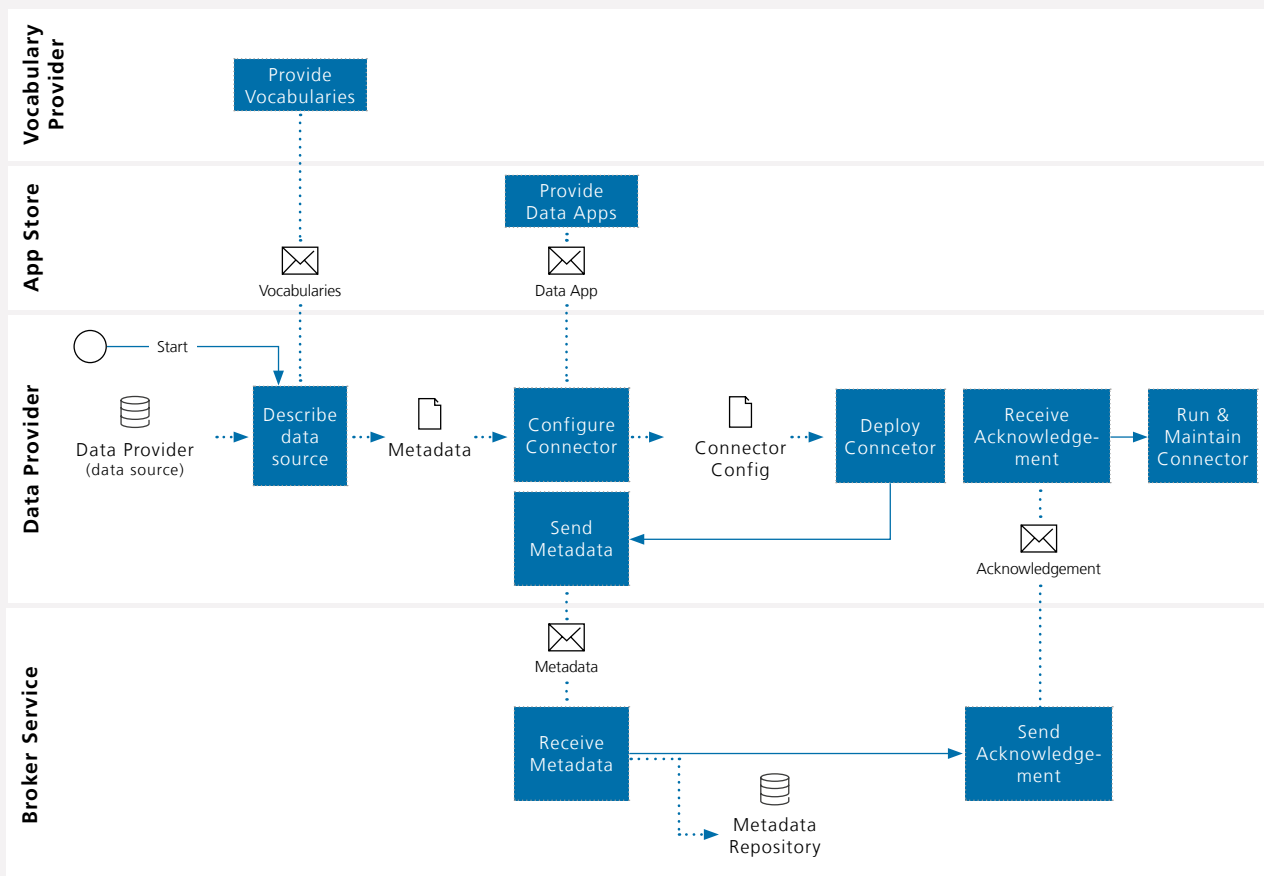 Vocabulary
Provider
Provide
Vocabularies
App Store
Provide
Data Apps
Vocabularies
Data App
Data Provider
Start
Data Provider
(data source)
Describe
data
source
Metadata
Configure
Connector
Connector
Config
Deploy
Conncetor
Receive
Acknowledge-
ment
Run &
Maintain
Connector
Send
Metadata
Acknowledgement
Broker Service
Metadata
Receive
Metadata
Send
Acknowledge-
ment
Metadata
Repository